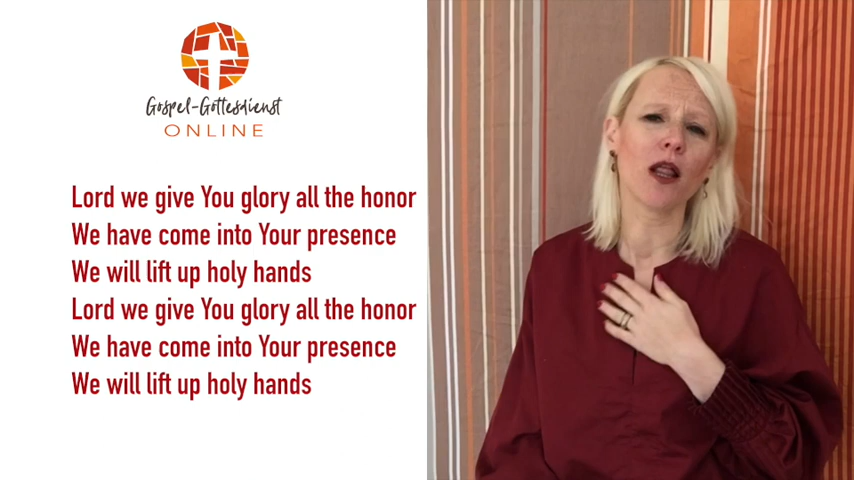 Gospel-Gottesdienst
ONLINE
Lord we give You glory all the honor
We have come into Your presence
We will lift up holy hands
Lord we give You glory all the honor
We have come into Your presence
We will lift up holy hands